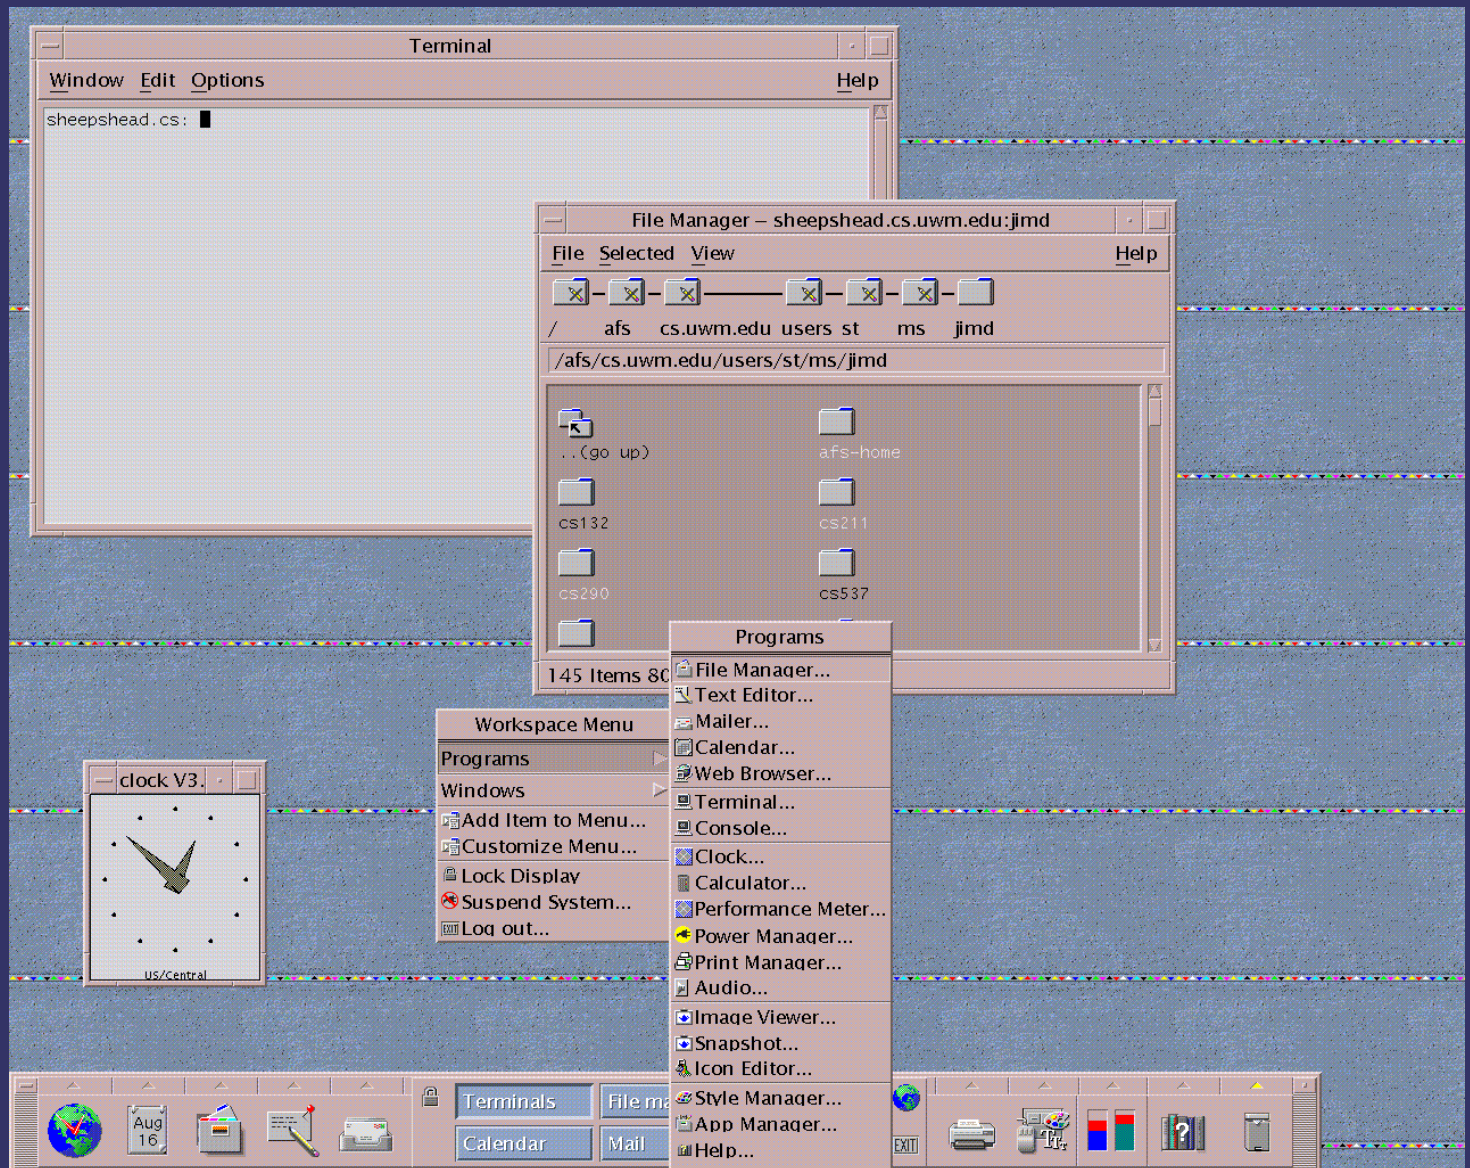 Terminal
Window Edit Options Help
sheepshead.cs:
File Manager – sheepshead.cs.uwm.edu:jimd
File Selected View Help
/ afs cs.uwm.edu users st ms jimd
/afs/cs.uwm.edu/users/st/ms/jimd
..(go up) afs-home
cs132 cs211
cs290 cs537
145 Items 80
Programs
File Manager...
Text Editor...
Mailer...
Calendar...
Web Browser...
Terminal...
Console...
Clock...
Calculator...
Performance Meter...
Power Manager...
Print Manager...
Audio...
Image Viewer...
Snapshot...
Icon Editor...
Style Manager...
App Manager...
Help...
Workspace Menu
Programs
Windows
Add Item to Menu...
Customize Menu...
Lock Display
Suspend System...
EXIT Log out...
clock V3.
US/Central
Aug
16
Terminals File ma
Calendar Mail
EXIT
?